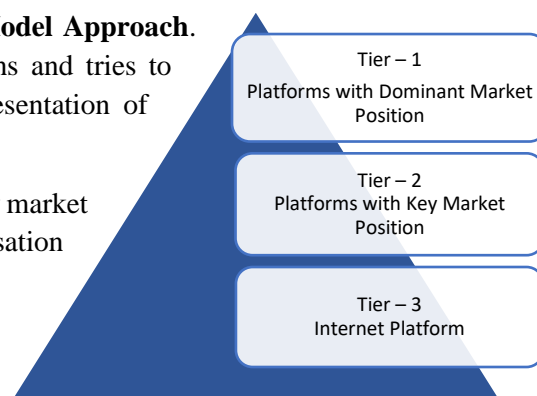 odel Approach.
ns and tries to
esentation of
market
sation
Tier – 1
Platforms with Dominant Market
Position
Tier – 2
Platforms with Key Market
Position
Tier – 3
Internet Platform